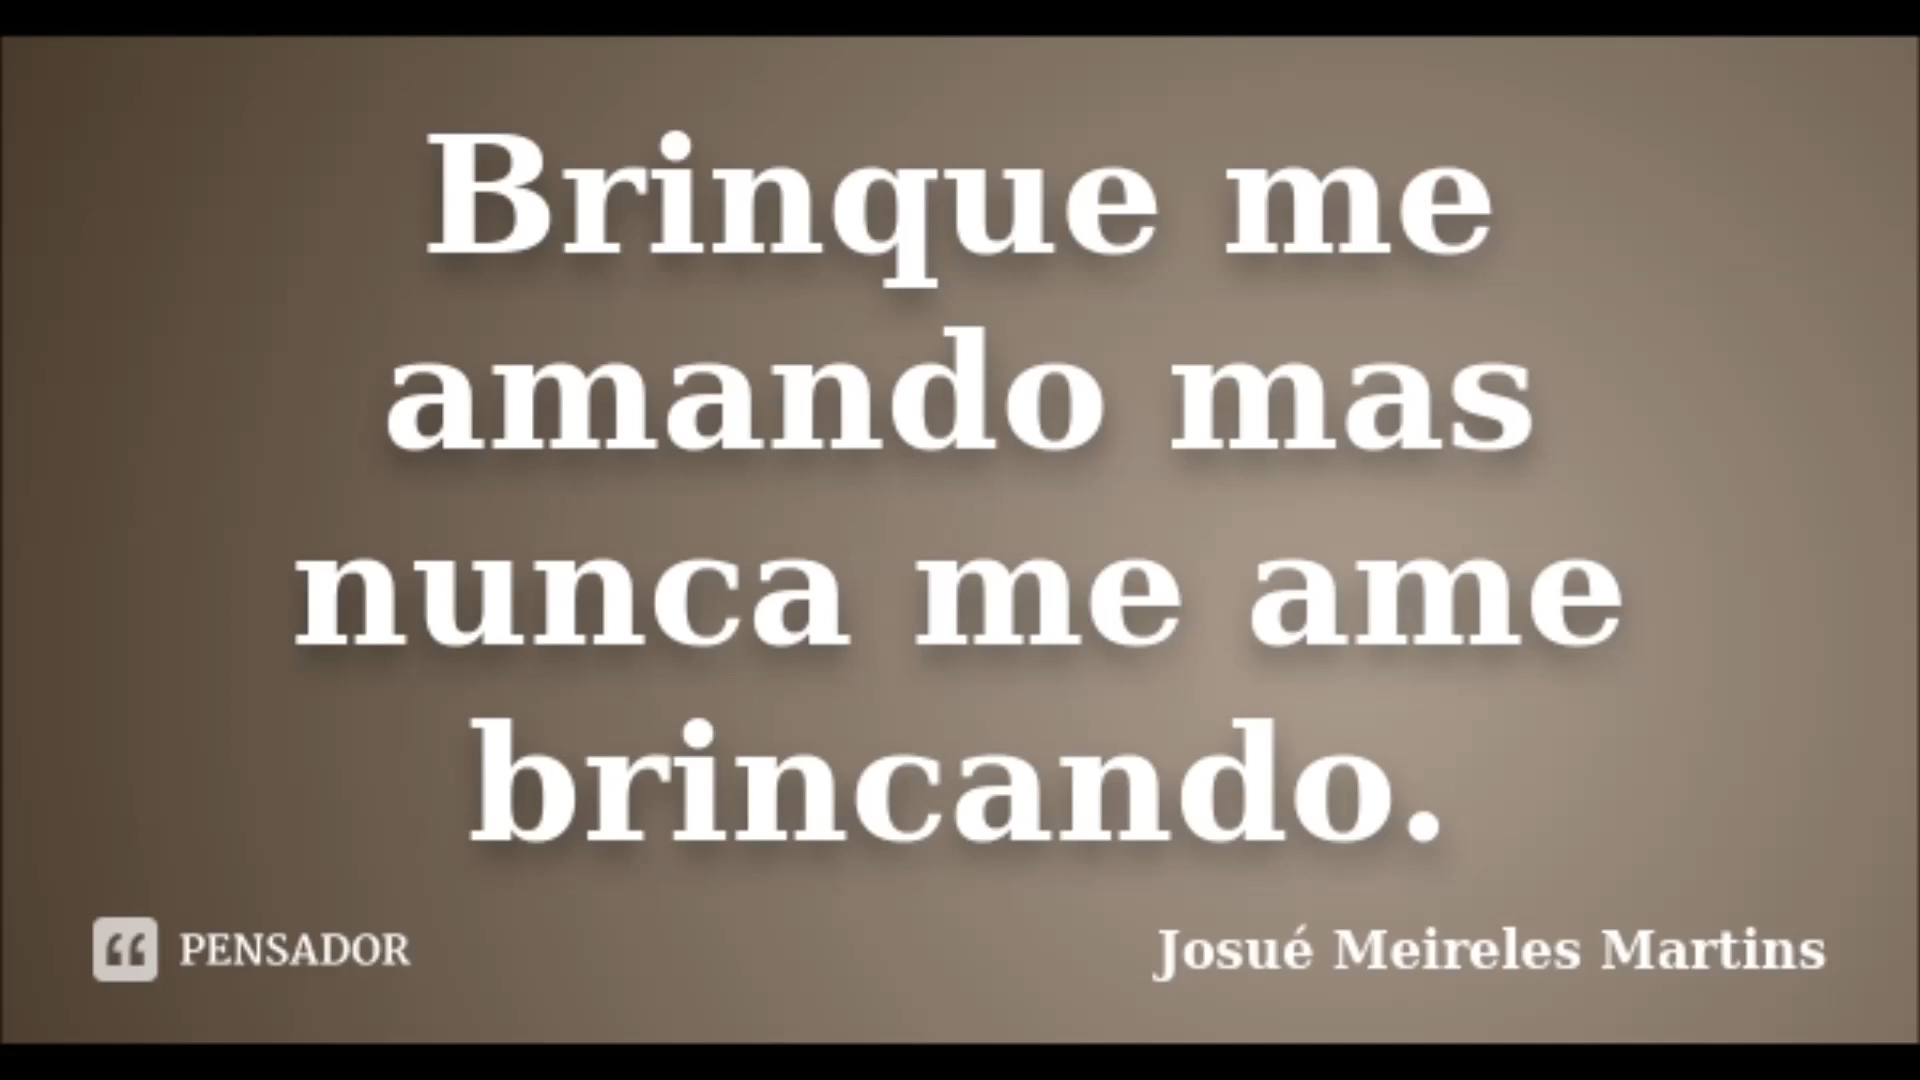 Brinque me
amando mas
nunca me ame
brincando.
PENSADOR
Josué Meireles Martins